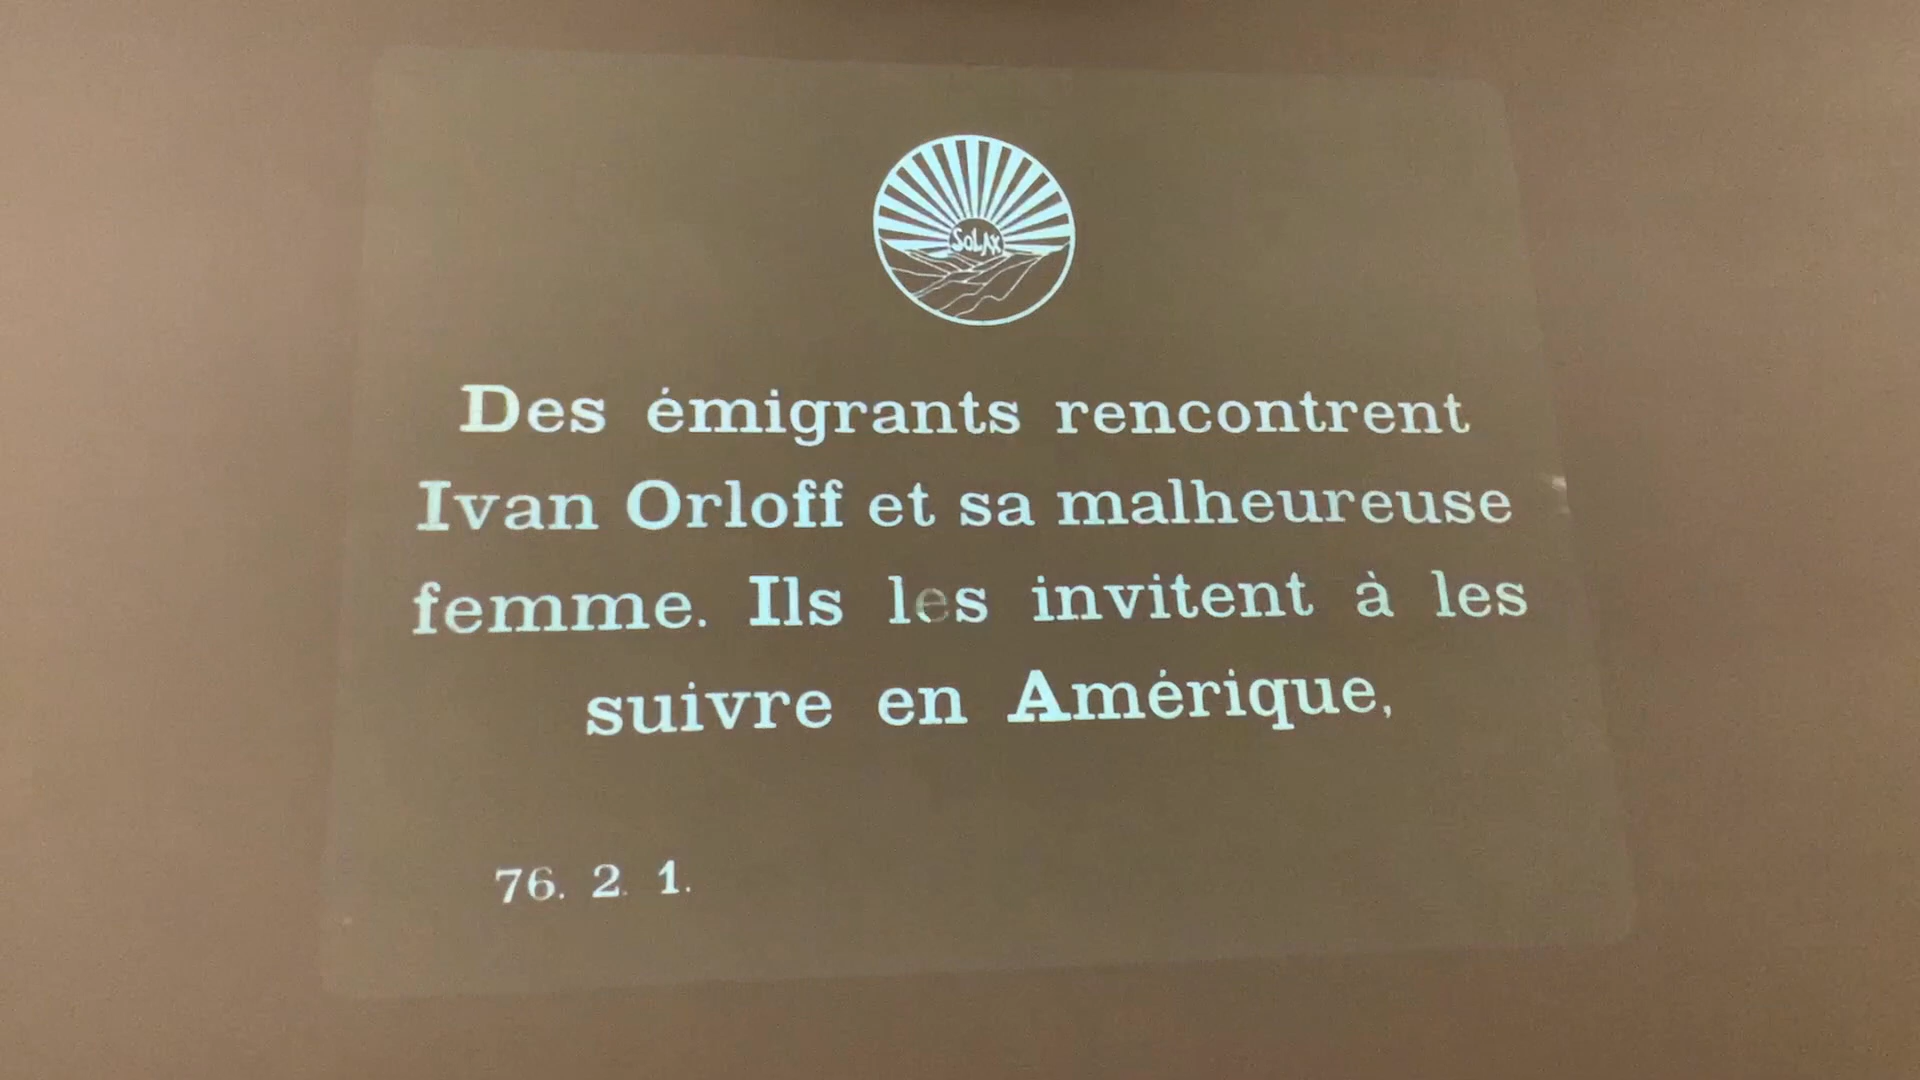 SOLAX
Des émigrants rencontrent
Ivan Orloff et sa malheureuse
femme. Ils les invitent à les
suivre en Amérique,
76. 2. 1.